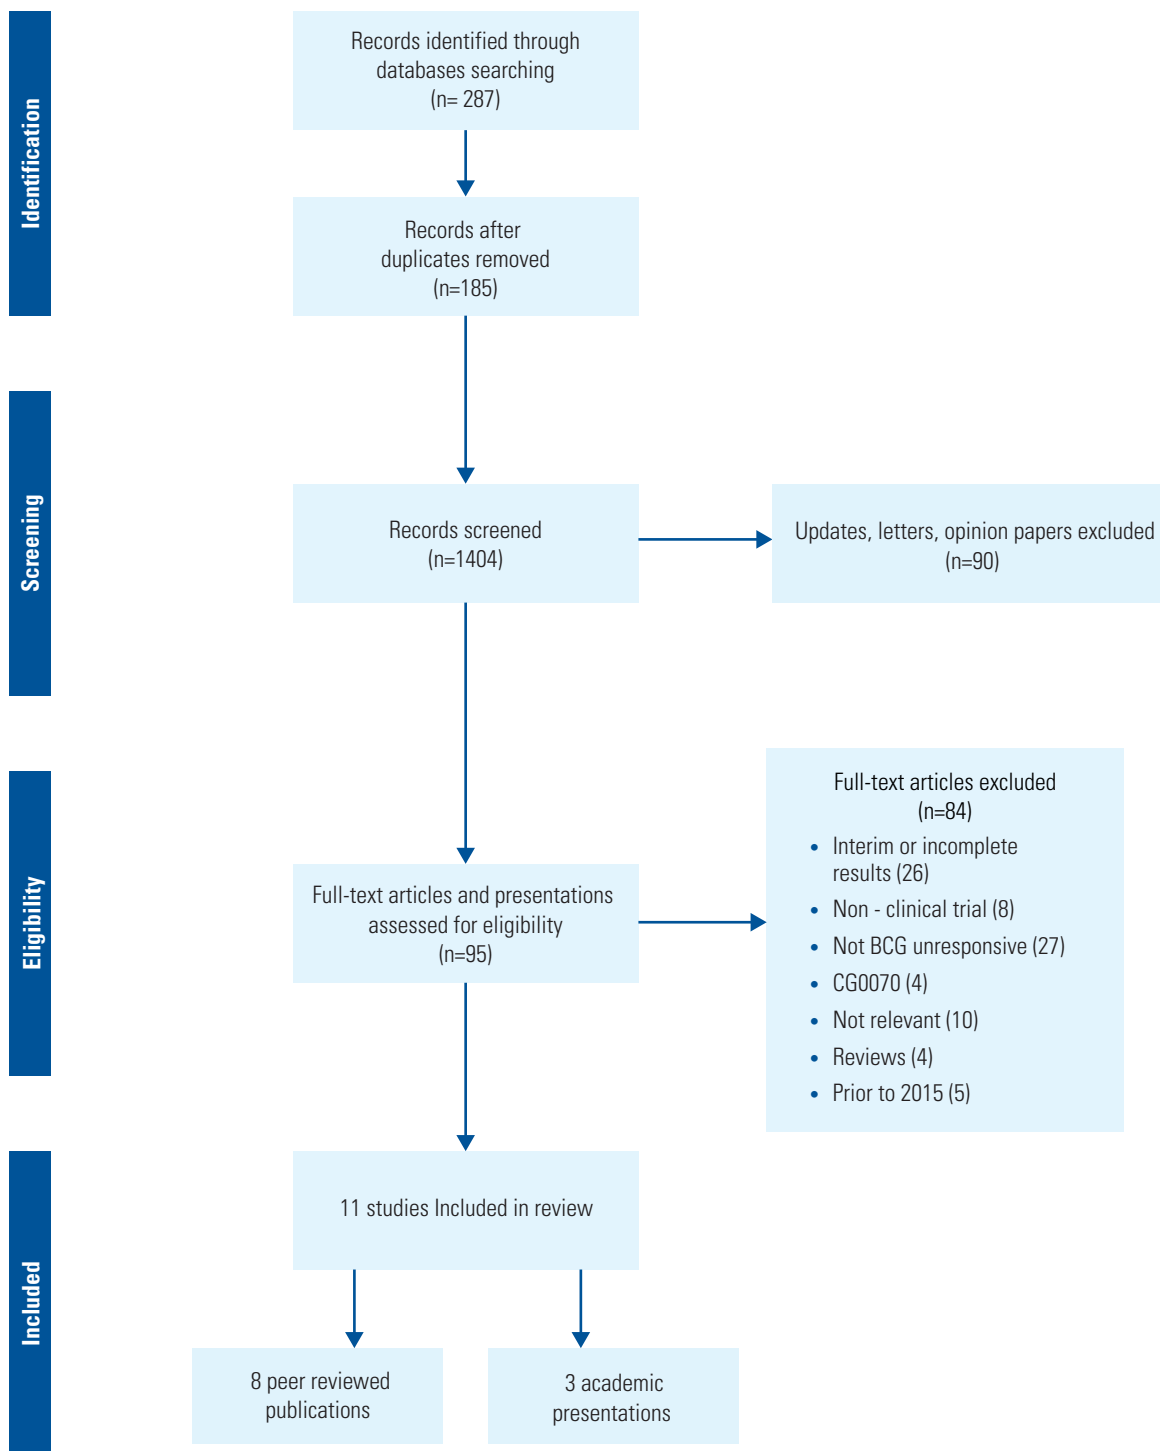 Identification
Records identified through
databases searching
(n= 287)
Records after
duplicates removed
(n=185)
Screening
Records screened
(n=1404)
Updates, letters, opinion papers excluded
(n=90)
Eligibility
Full-text articles and presentations
assessed for eligibility
(n=95)
Full-text articles excluded
(n=84)
• Interim or incomplete
results (26)
• Non - clinical trial (8)
• Not BCG unresponsive (27)
• CG0070 (4)
• Not relevant (10)
• Reviews (4)
• Prior to 2015 (5)
Included
11 studies Included in review
8 peer reviewed
publications
3 academic
presentations